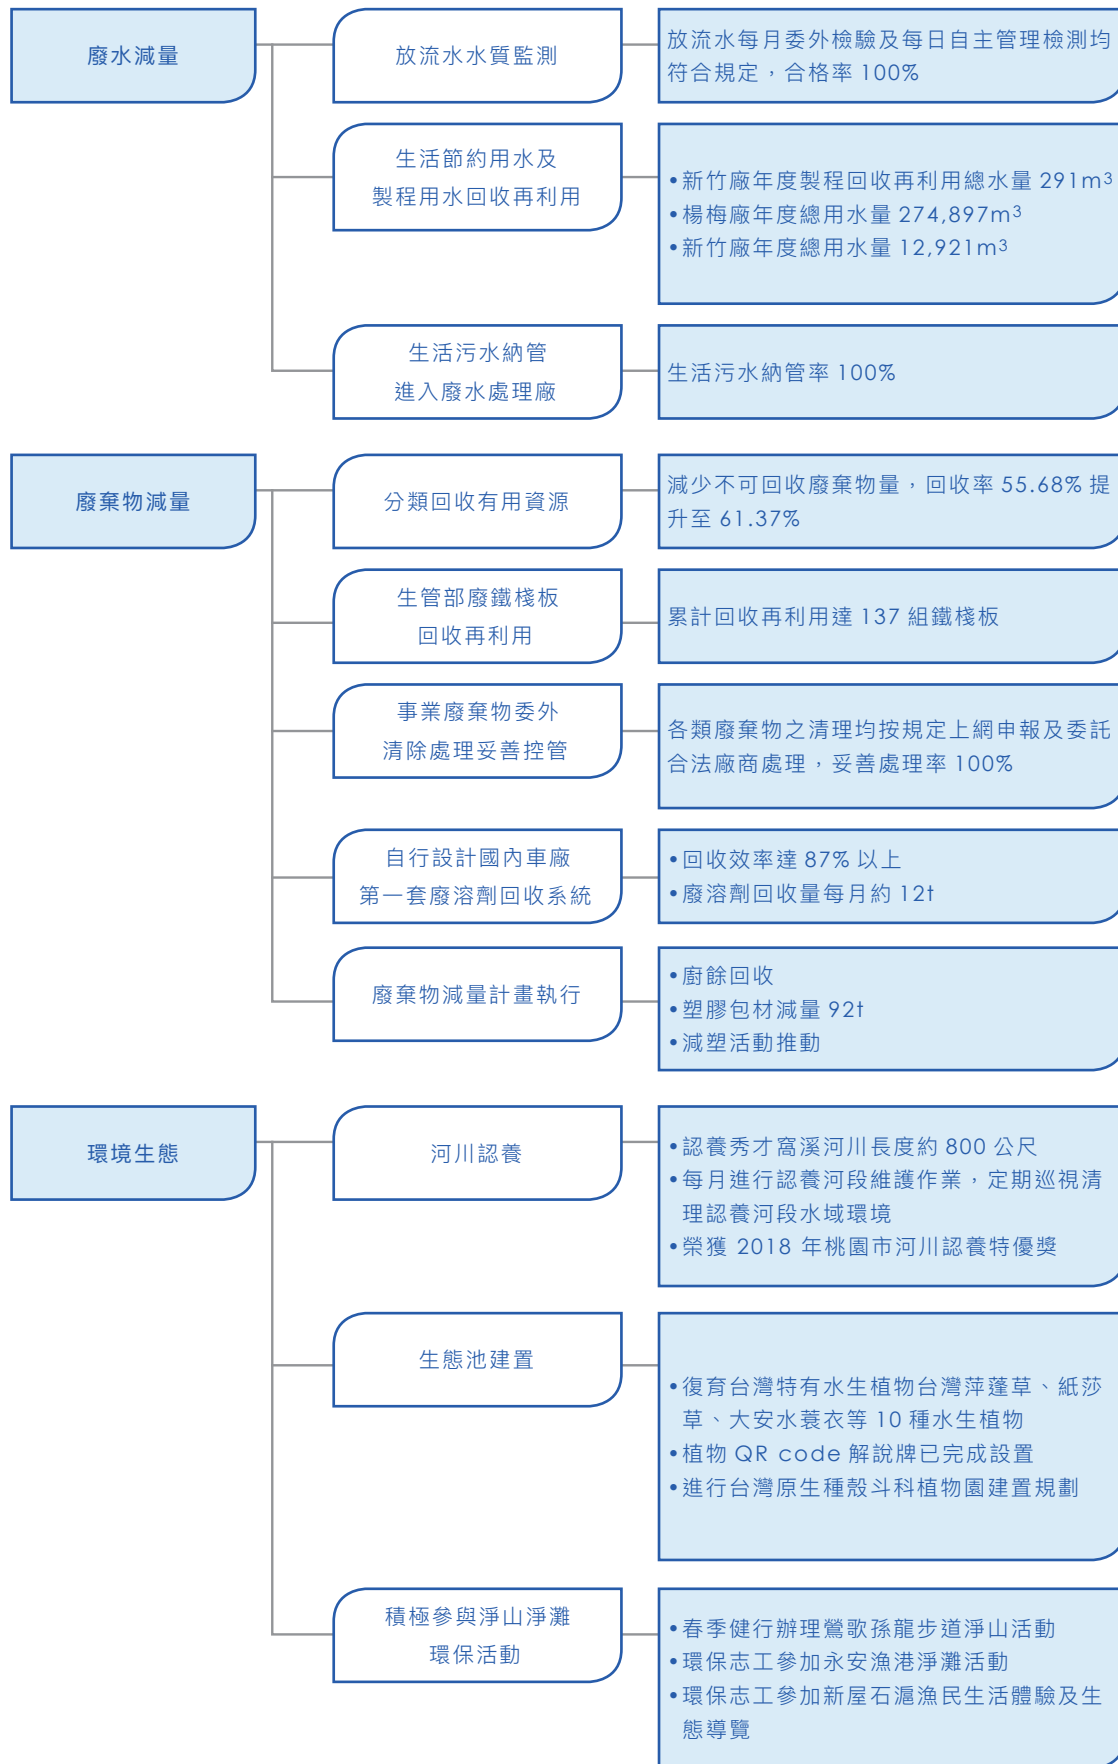 廢水減量
放流水水質監測
放流水每月委外檢驗及每日自主管理檢測均
符合規定，合格率 100%
生活節約用水及
製程用水回收再利用
•新竹廠年度製程回收再利用總水量 291m³
•楊梅廠年度總用水量 274,897m³
•新竹廠年度總用水量 12,921m³
生活污水納管
進入廢水處理廠
生活污水納管率 100%
廢棄物減量
分類回收有用資源
減少不可回收廢棄物量，回收率 55.68% 提
升至 61.37%
生管部廢鐵棧板
回收再利用
累計回收再利用達 137 組鐵棧板
事業廢棄物委外
清除處理妥善控管
各類廢棄物之清理均按規定上網申報及委託
合法廠商處理，妥善處理率 100%
自行設計國內車廠
第一套廢溶劑回收系統
•回收效率達 87% 以上
•廢溶劑回收量每月約 12t
廢棄物減量計畫執行
•廚餘回收
•塑膠包材減量 92t
•減塑活動推動
環境生態
河川認養
•認養秀才窩溪河川長度約 800 公尺
•每月進行認養河段維護作業，定期巡視清
理認養河段水域環境
•榮獲 2018 年桃園市河川認養特優獎
生態池建置
•復育台灣特有水生植物台灣萍蓬草、紙莎
草、大安水蓑衣等 10 種水生植物
•植物 QR code 解說牌已完成設置
•進行台灣原生種殼斗科植物園建置規劃
積極參與淨山淨灘
環保活動
•春季健行辦理鶯歌孫龍步道淨山活動
•環保志工參加永安漁港淨灘活動
•環保志工參加新屋石滬漁民生活體驗及生
態導覽